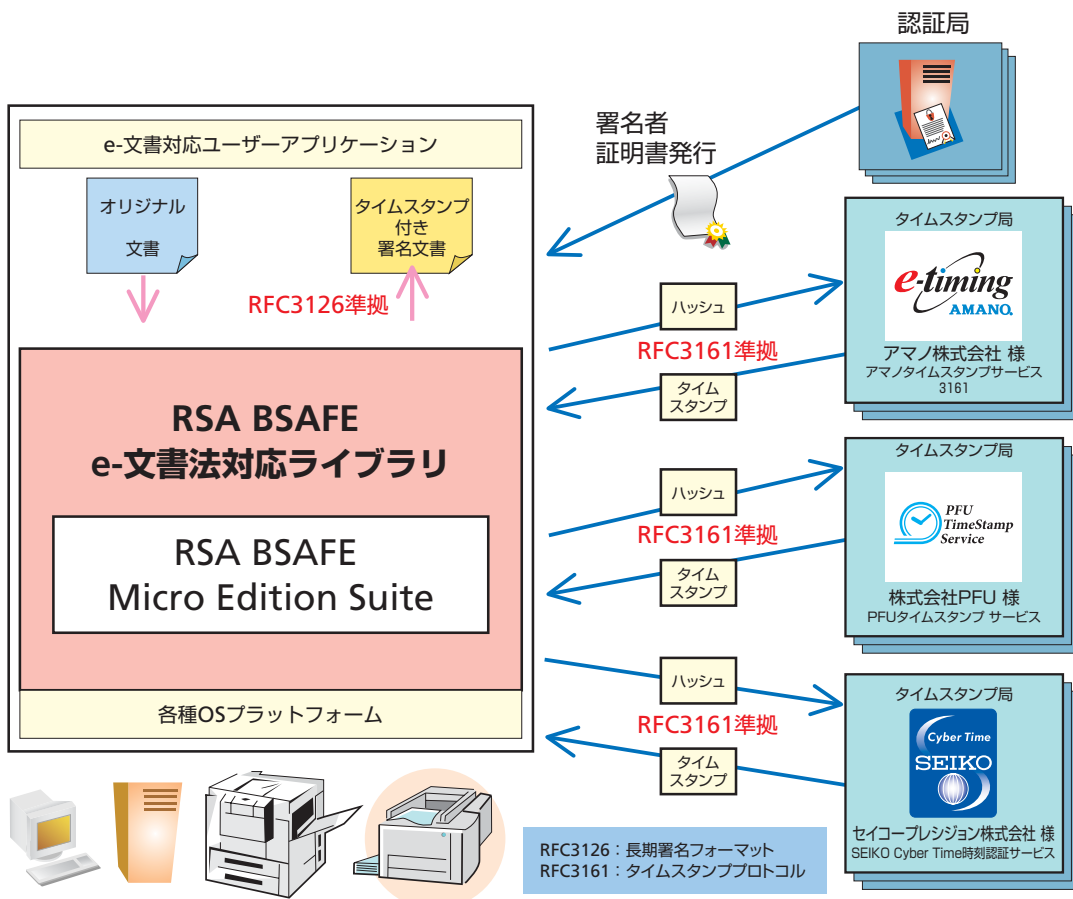 認証局
署名者
証明書発行
e-文書対応ユーザーアプリケーション
オリジナル
文書
タイムスタンプ
付き
署名文書
RFC3126準拠
RSA BSAFE
e-文書法対応ライブラリ
RSA BSAFE
Micro Edition Suite
各種OSプラットフォーム
ハッシュ
RFC3161準拠
タイム
スタンプ
タイムスタンプ局
e-timing
AMANO.
アマノ株式会社 様
アマノタイムスタンプサービス
3161
ハッシュ
RFC3161準拠
タイム
スタンプ
タイムスタンプ局
PFU
TimeStamp
Service
株式会社PFU 様
PFUタイムスタンプ サービス
ハッシュ
RFC3161準拠
タイム
スタンプ
タイムスタンプ局
Cyber Time
SEIKO
セイコープレシジョン株式会社 様
SEIKO Cyber Time時刻認証サービス
RFC3126：長期署名フォーマット
RFC3161：タイムスタンププロトコル